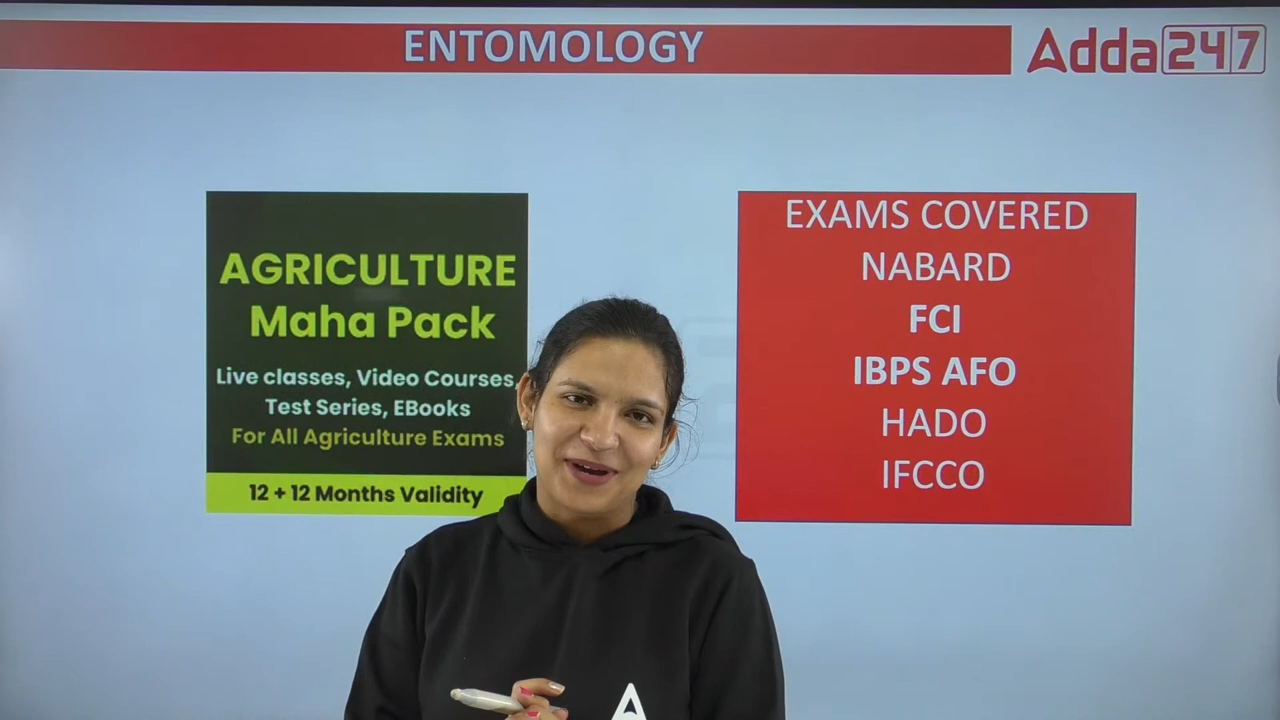 ENTOMOLOGY
Adda247
AGRICULTURE
Maha Pack
Live classes, Video Courses,
Test Series, EBooks
For All Agriculture Exams
12 + 12 Months Validity
EXAMS COVERED
NABARD
FCI
IBPS AFO
HADO
IFCCO